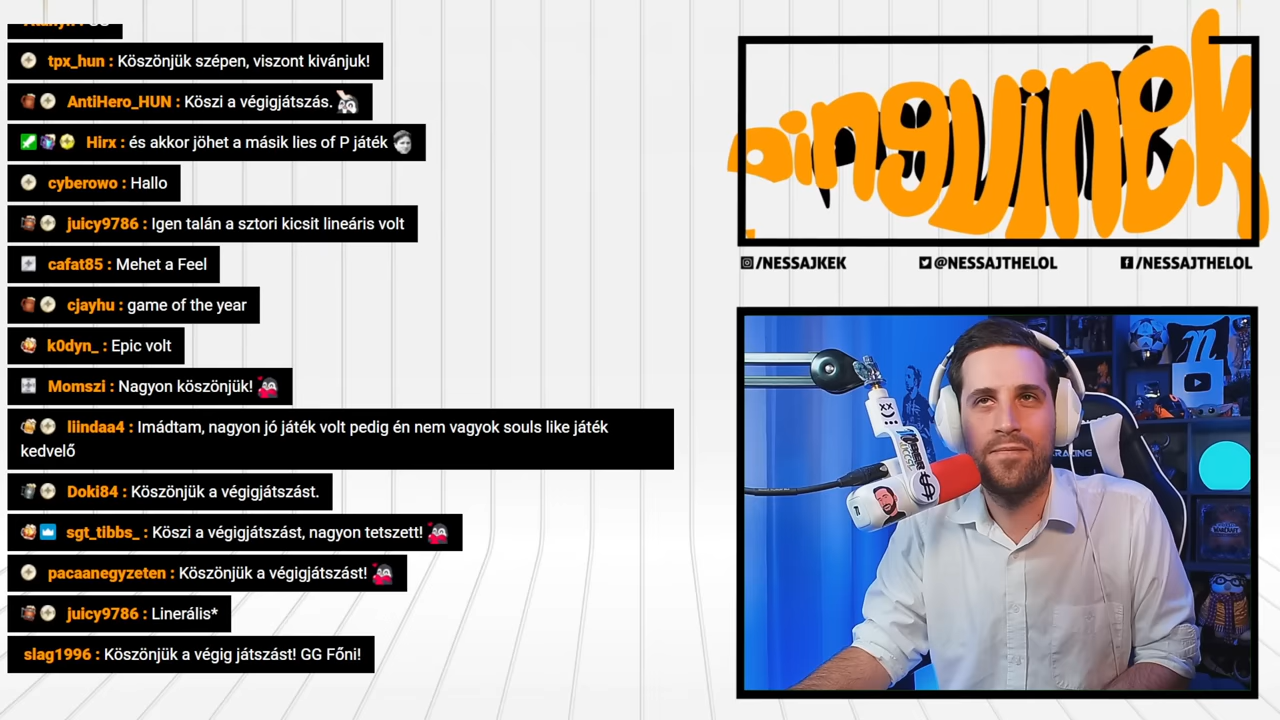 tpx_hun : Köszönjük szépen, viszont kivánjuk!
AntiHero_HUN : Köszi a végigjátszás.
Hirx : és akkor jöhet a másik lies of P játék
cyberowo : Hallo
juicy9786 : Igen talán a sztori kicsit lineáris volt
cafat85 : Mehet a Feel
cjayhu : game of the year
k0dyn_ : Epic volt
Momszi : Nagyon köszönjük!
liindaa4 : Imádtam, nagyon jó játék volt pedig én nem vagyok souls like játék
kedvelő
Doki84 : Köszönjük a végigjátszást.
sgt_tibbs_ : Köszi a végigjátszást, nagyon tetszett!
pacaanegyzeten : Köszönjük a végigjátszást!
juicy9786 : Linerális*
slag1996 : Köszönjük a végig játszást! GG Főni!
pingvinek
/NESSAJKEK
@NESSAJTHELOL
/NESSAJTHELOL